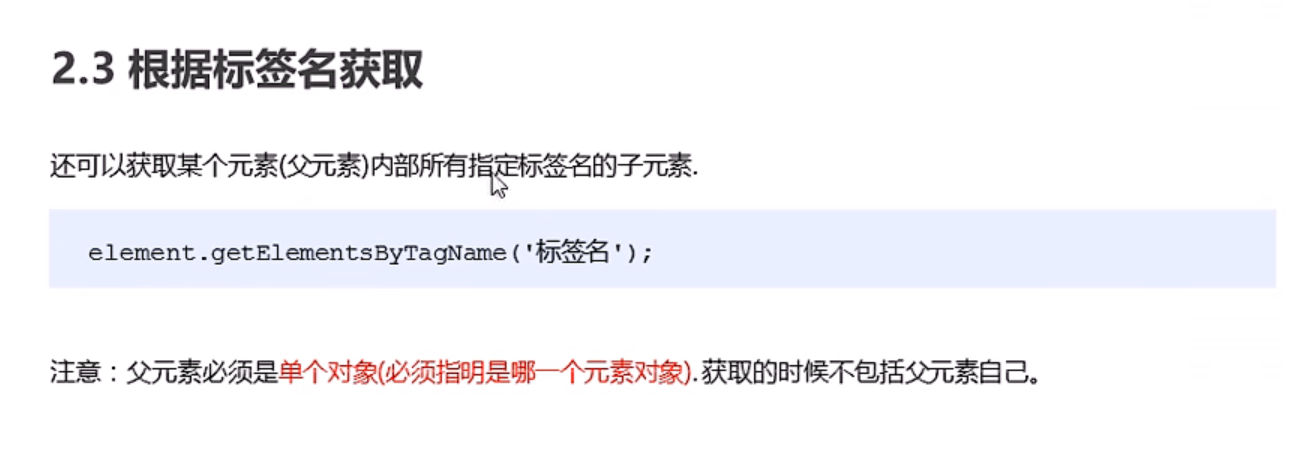 2.3 根据标签名获取
还可以获取某个元素(父元素)内部所有指定标签名的子元素.
element.getElementsByTagName('标签名');
注意：父元素必须是单个对象(必须指明是哪一个元素对象).获取的时候不包括父元素自己。